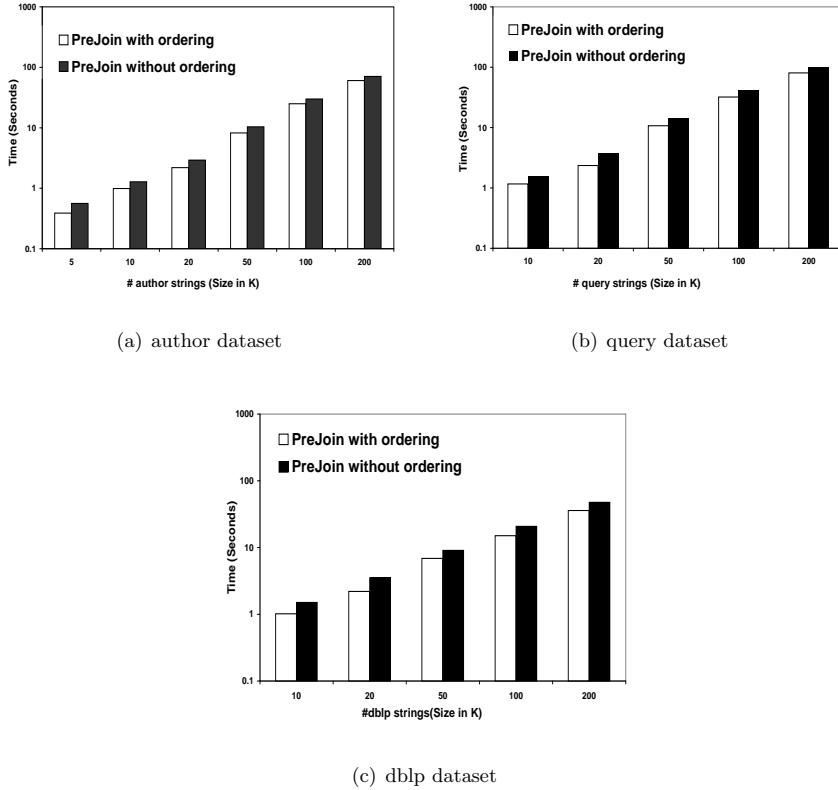 1000
100
10
1
0.1
Time (Seconds)
PreJoin with ordering
PreJoin without ordering
5 10 20 50 100 200
# author strings (Size in K)
(a) author dataset
1000
100
10
1
0.1
Time (Seconds)
PreJoin with ordering
PreJoin without ordering
10 20 50 100 200
# query strings (Size in K)
(b) query dataset
1000
100
10
1
0.1
Time (Seconds)
PreJoin with ordering
PreJoin without ordering
10 20 50 100 200
#dblp strings(Size in K)
(c) dblp dataset